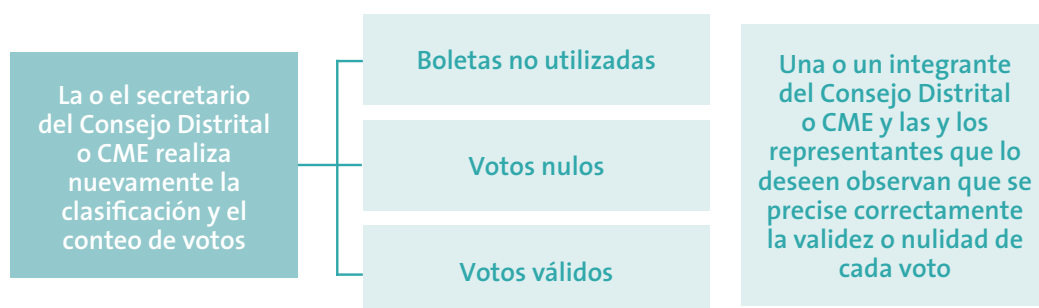 La o el secretario
del Consejo Distrital
o CME realiza
nuevamente la
clasificación y el
conteo de votos
Boletas no utilizadas
Votos nulos
Votos válidos
Una o un integrante
del Consejo Distrital
o CME y las y los
representantes que lo
deseen observan que se
precise correctamente
la validez o nulidad de
cada voto